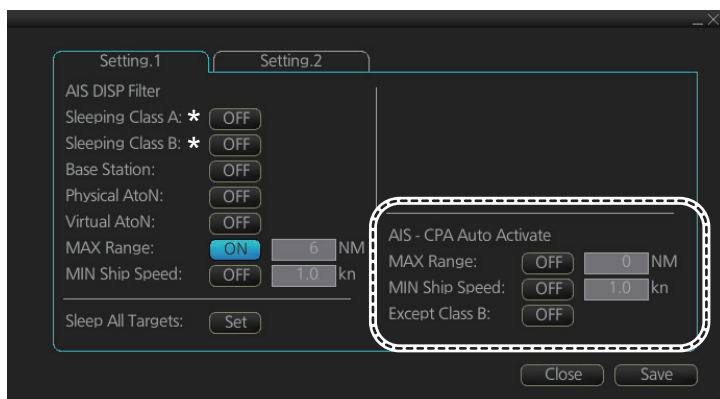 Setting.1
Setting.2
AIS DISP Filter
Sleeping Class A: * OFF
Sleeping Class B: * OFF
Base Station: OFF
Physical AtoN: OFF
Virtual AtoN: OFF
MAX Range: ON 6 NM
MIN Ship Speed: OFF 1.0 kn
Sleep All Targets: Set
AIS - CPA Auto Activate
MAX Range: OFF 0 NM
MIN Ship Speed: OFF 1.0 kn
Except Class B: OFF
Close
Save